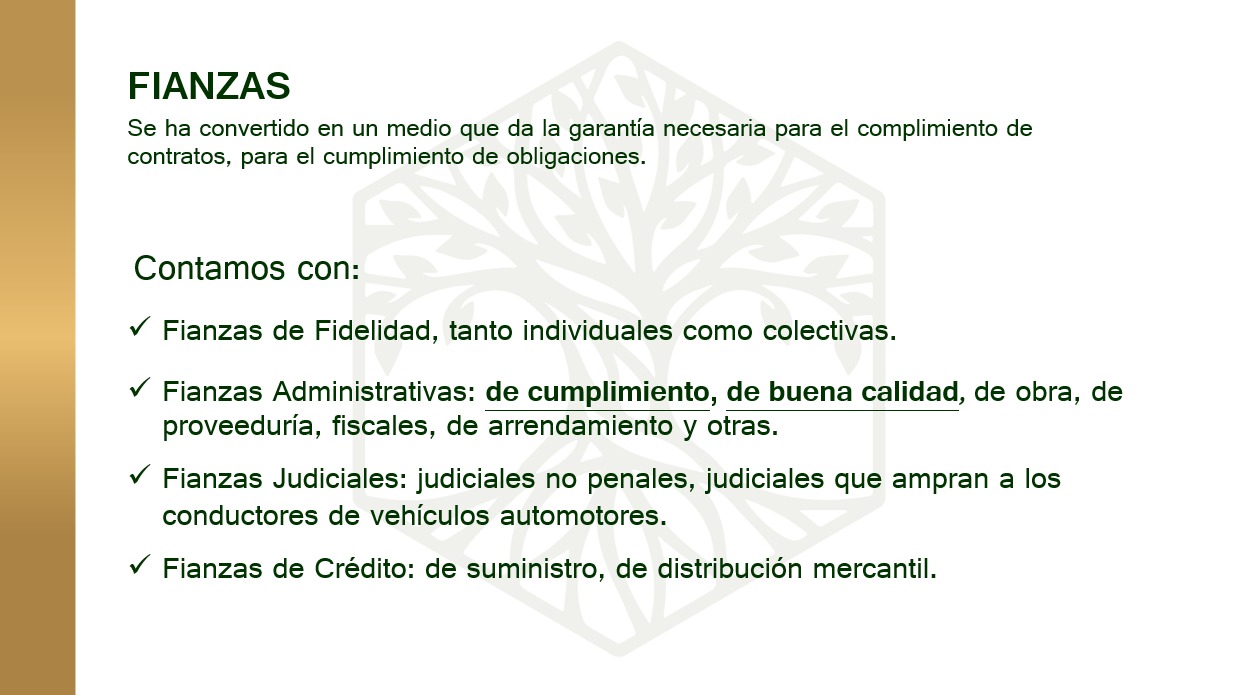 FIANZAS
Se ha convertido en un medio que da la garantía necesaria para el complimiento de
contratos, para el cumplimiento de obligaciones.
Contamos con:
✓ Fianzas de Fidelidad, tanto individuales como colectivas.
✓ Fianzas Administrativas: de cumplimiento, de buena calidad, de obra, de
proveeduría, fiscales, de arrendamiento y otras.
✓ Fianzas Judiciales: judiciales no penales, judiciales que ampran a los
conductores de vehículos automotores.
✓ Fianzas de Crédito: de suministro, de distribución mercantil.